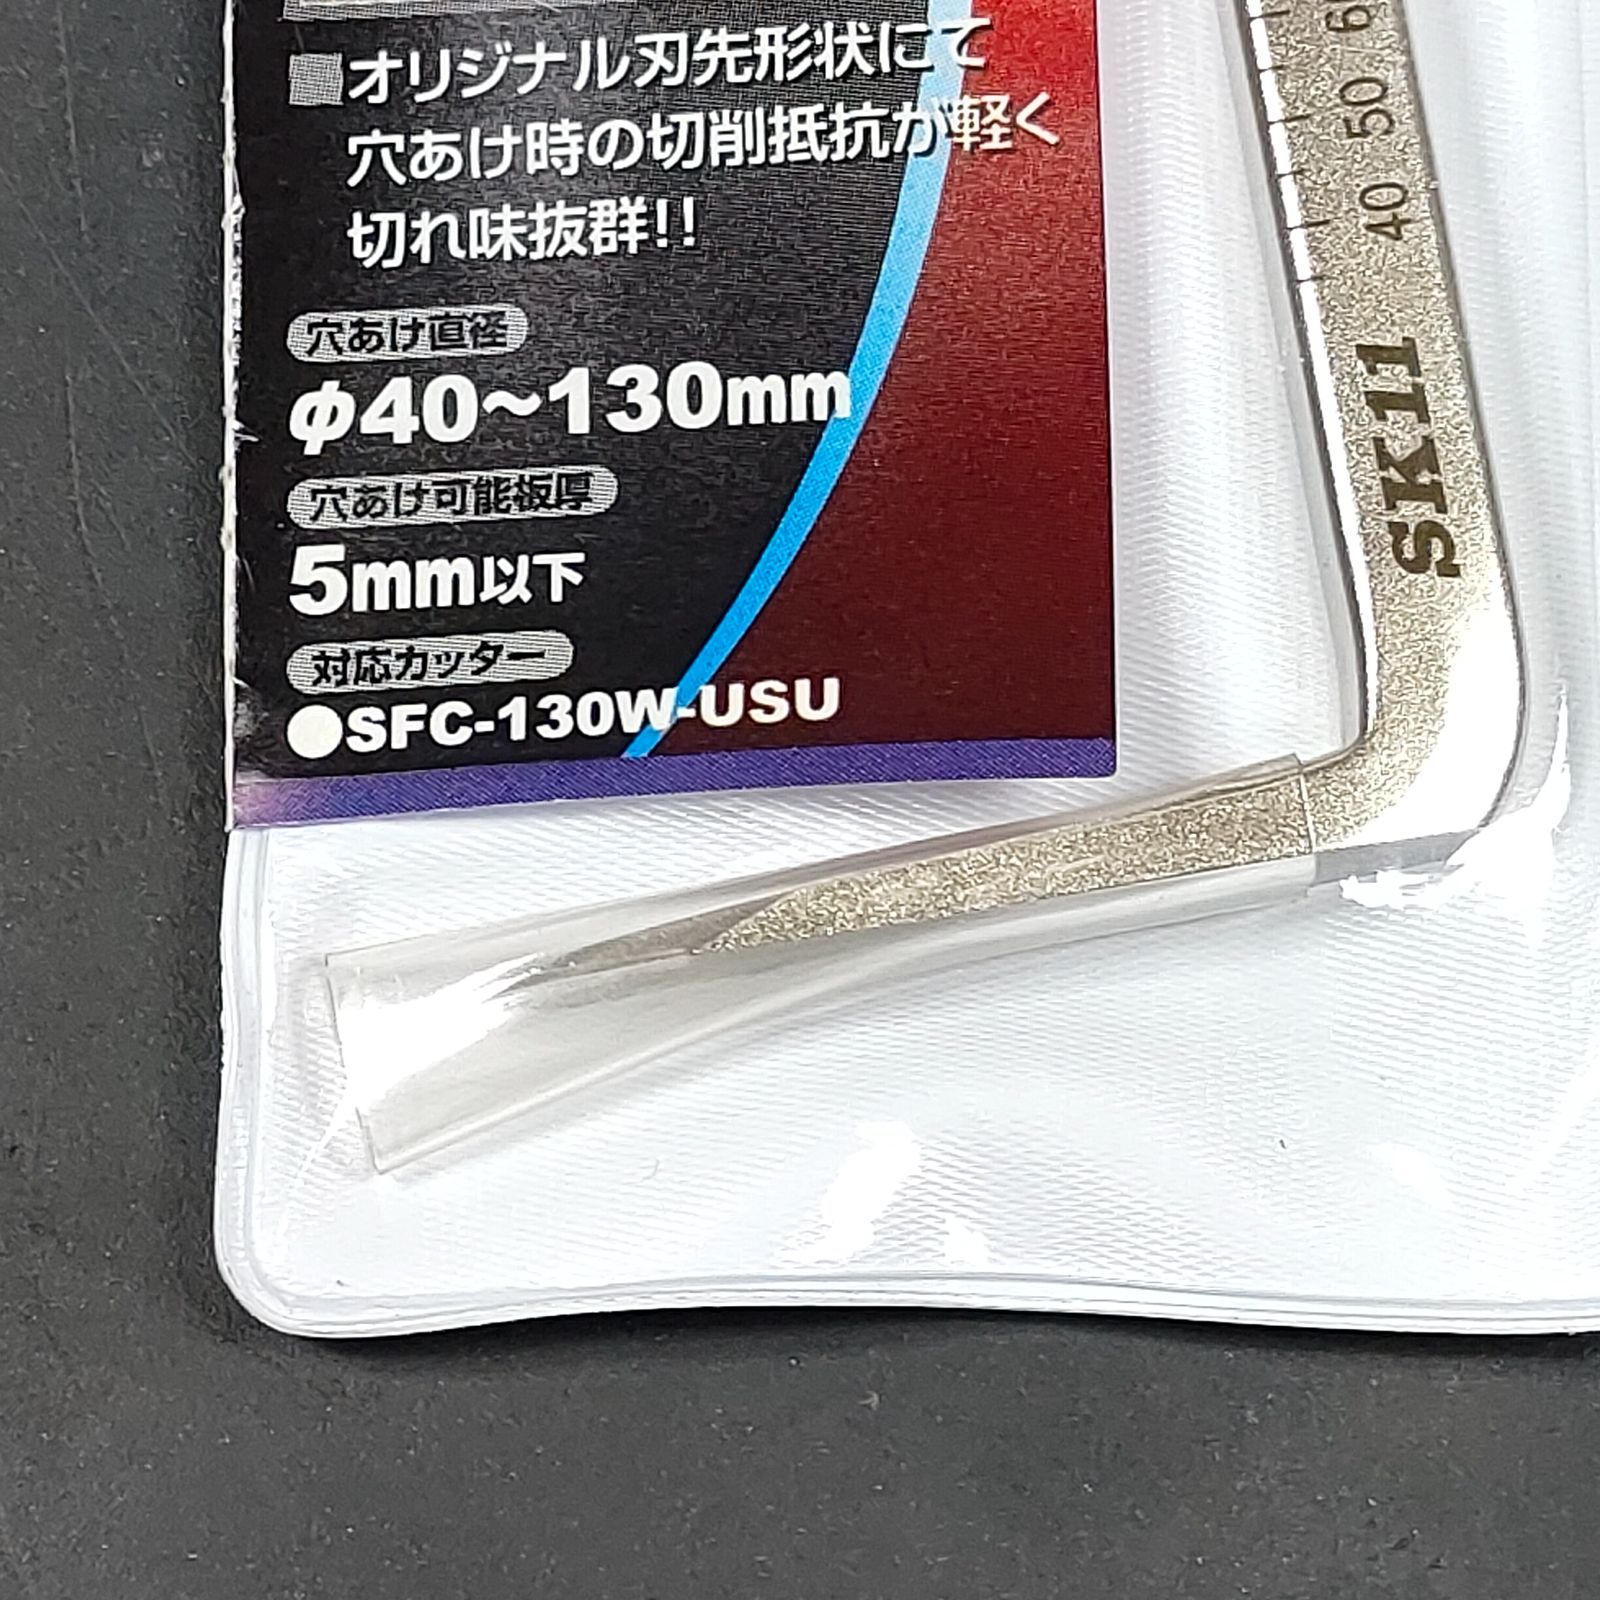 ■オリジナル刃先形状にて
穴あけ時の切削抵抗が軽く
切れ味抜群!!
穴あけ直径
φ40~130mm
穴あけ可能板厚
5mm以下
対応カッター
●SFC-130W-USU
40 50
SK11